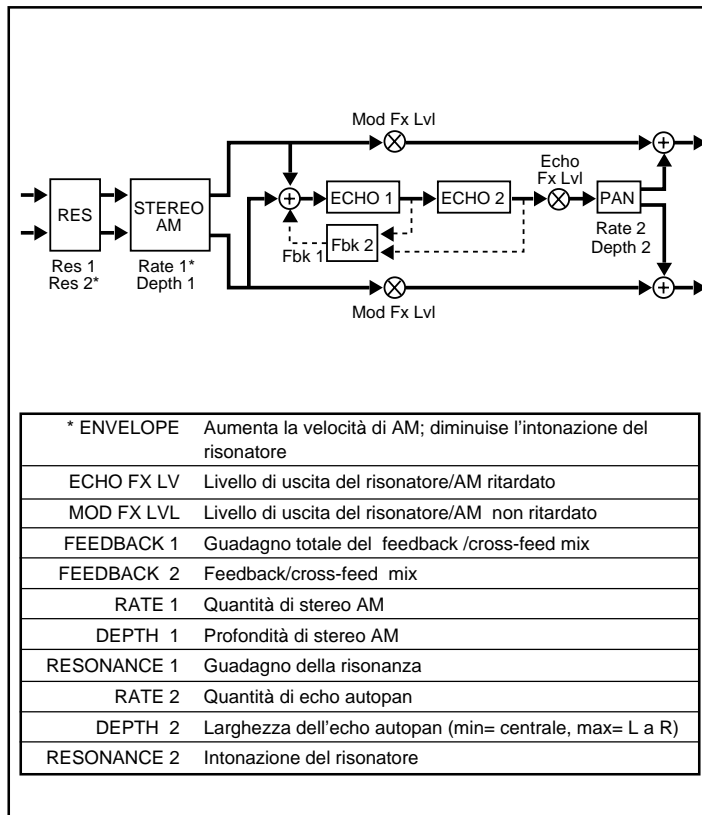 Mod Fx Lvl
Echo
Fx Lvl
RES
STEREO
AM
ECHO 1
ECHO 2
PAN
Fbk 1
Fbk 2
Res 1
Res 2*
Rate 1*
Depth 1
Rate 2
Depth 2
Mod Fx Lvl
* ENVELOPE Aumenta la velocità di AM; diminuise l'intonazione del
risonatore
ECHO FX LV Livello di uscita del risonatore/AM ritardato
MOD FX LVL Livello di uscita del risonatore/AM non ritardato
FEEDBACK 1 Guadagno totale del feedback /cross-feed mix
FEEDBACK 2 Feedback/cross-feed mix
RATE 1 Quantità di stereo AM
DEPTH 1 Profondità di stereo AM
RESONANCE 1 Guadagno della risonanza
RATE 2 Quantità di echo autopan
DEPTH 2 Larghezza dell'echo autopan (min= centrale, max= L a R)
RESONANCE 2 Intonazione del risonatore